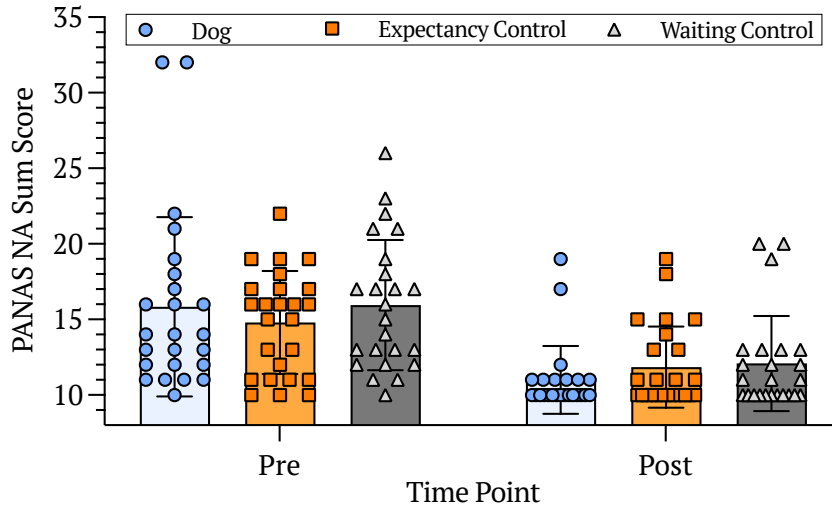 Dog Expectancy Control Waiting Control
PANAS NA Sum Score
35
30
25
20
15
10
Pre Post
Time Point